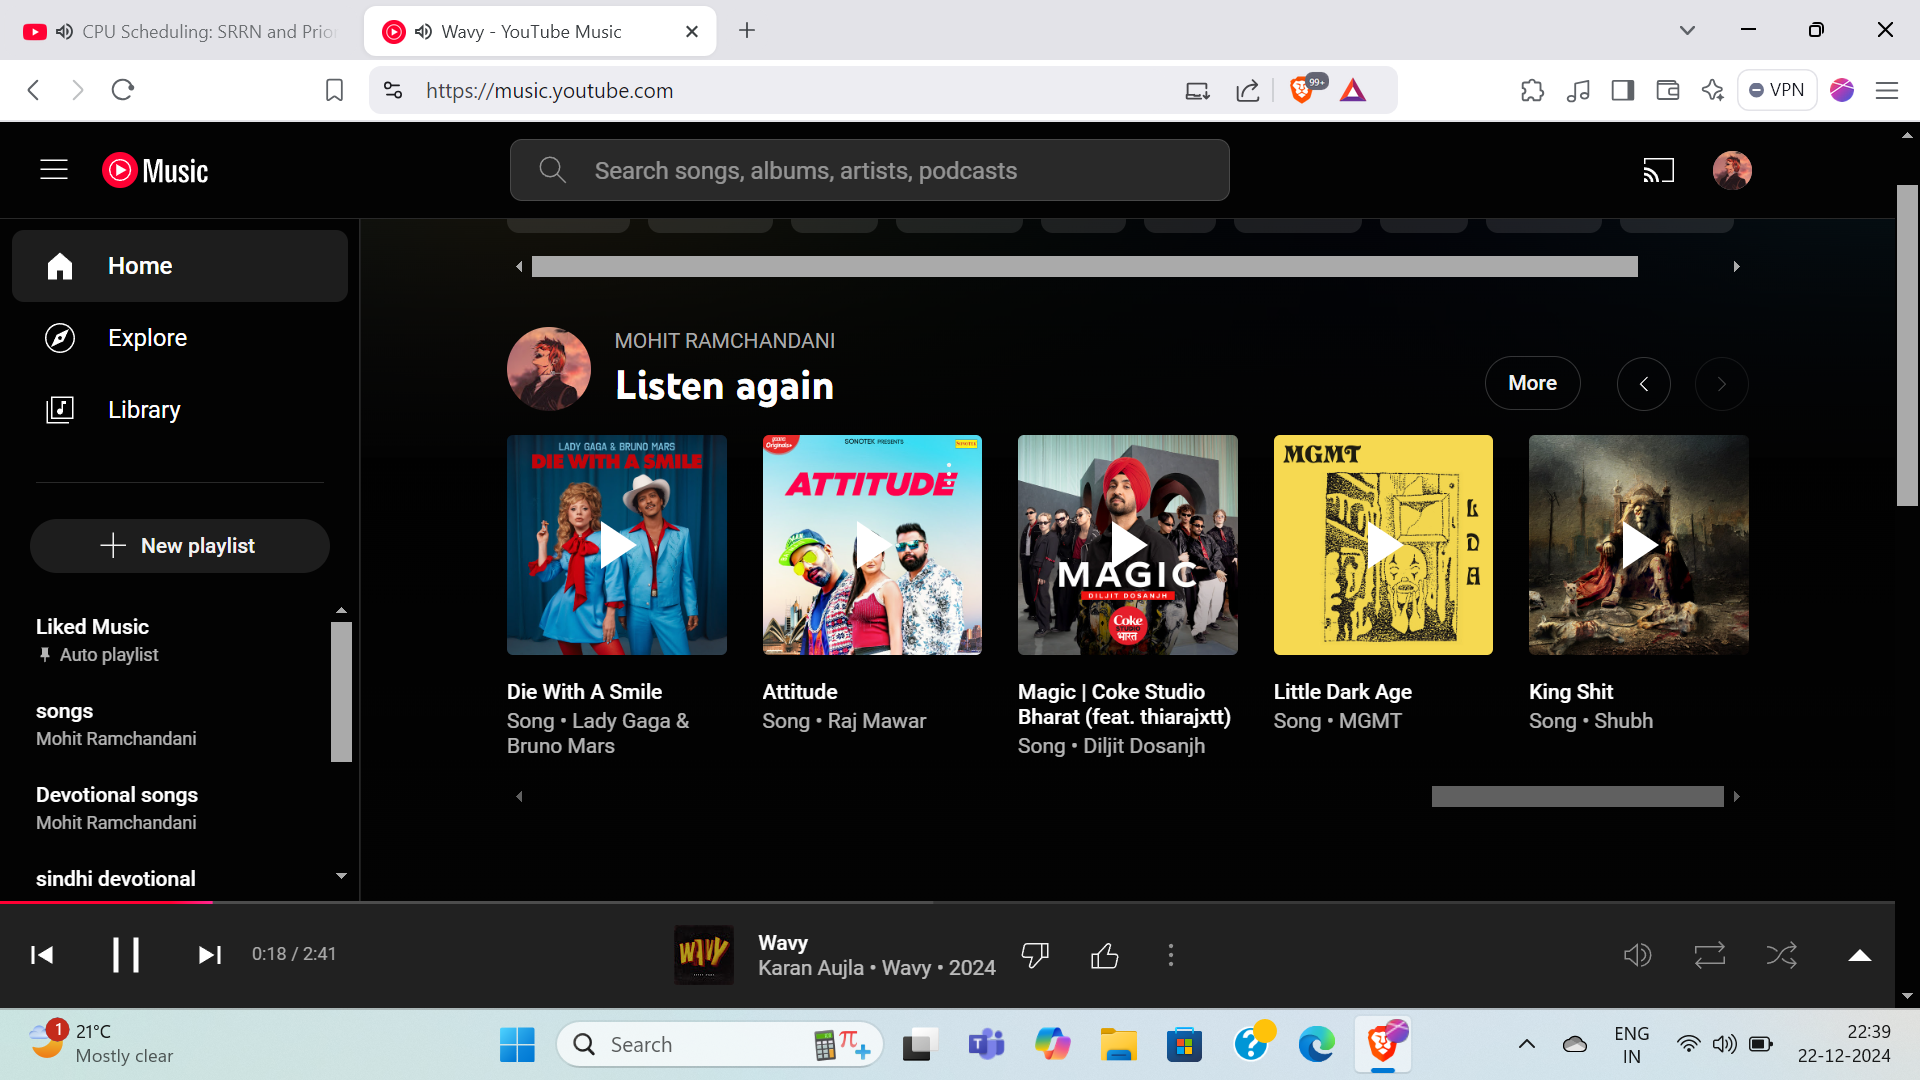 CPU Scheduling: SRRN and Prio
Wavy - YouTube Music
https://music.youtube.com
99+
VPN
Music
Search songs, albums, artists, podcasts
Home
Explore
Library
New playlist
Liked Music
Auto playlist
songs
Mohit Ramchandani
Devotional songs
Mohit Ramchandani
sindhi devotional
MOHIT RAMCHANDANI
Listen again
More
LADY GAGA & BRUNO MARS
DIE WITH A SMILE
SONOTEK PRESENTS
ATTITUDE
MAGIC
DILJIT DOSANJH
Coke
STUDIO
भारत
MGMT
L
D
A
Die With A Smile
Song • Lady Gaga &
Bruno Mars
Attitude
Song • Raj Mawar
Magic | Coke Studio
Bharat (feat. thiarajxtt)
Song • Diljit Dosanjh
Little Dark Age
Song • MGMT
King Shit
Song • Shubh
0:18 / 2:41
WAVY
Wavy
Karan Aujla • Wavy • 2024
1
21°C
Mostly clear
Search
ENG
IN
22:39
22-12-2024